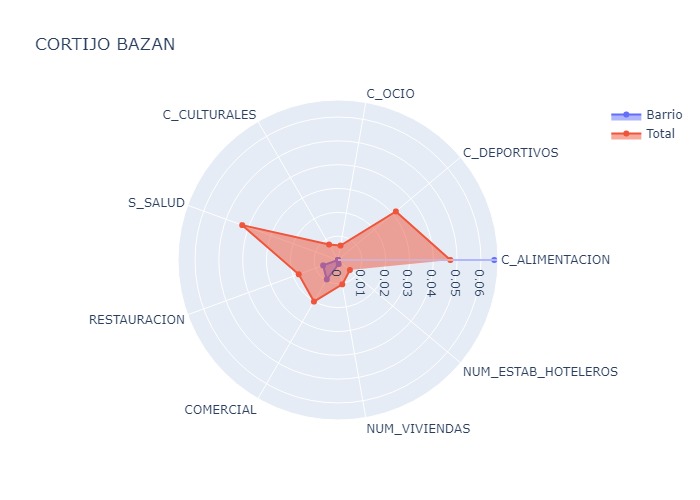 CORTIJO BAZAN
C_OCIO
C_CULTURALES
Barrio
Total
C_DEPORTIVOS
S_SALUD
C_ALIMENTACION
0
0.01
0.02
0.03
0.04
0.05
0.06
RESTAURACION
NUM_ESTAB_HOTELEROS
COMERCIAL
NUM_VIVIENDAS